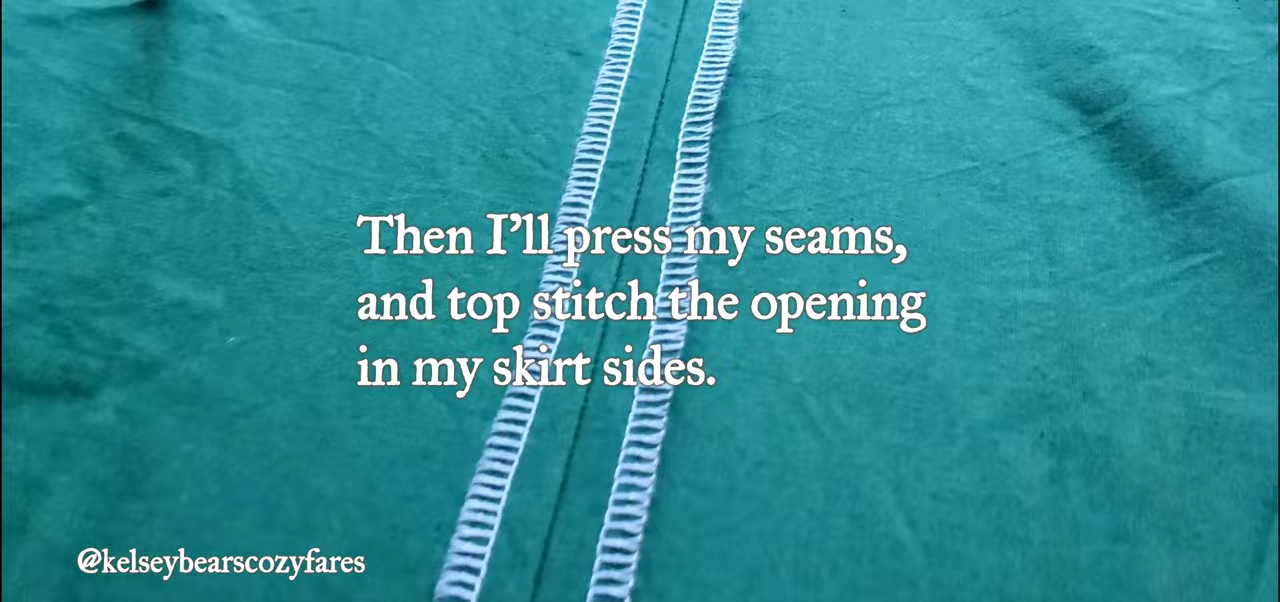 Then I'll press my seams,
and top stitch the opening
in my skirt sides.
@kelseybearscozyfares